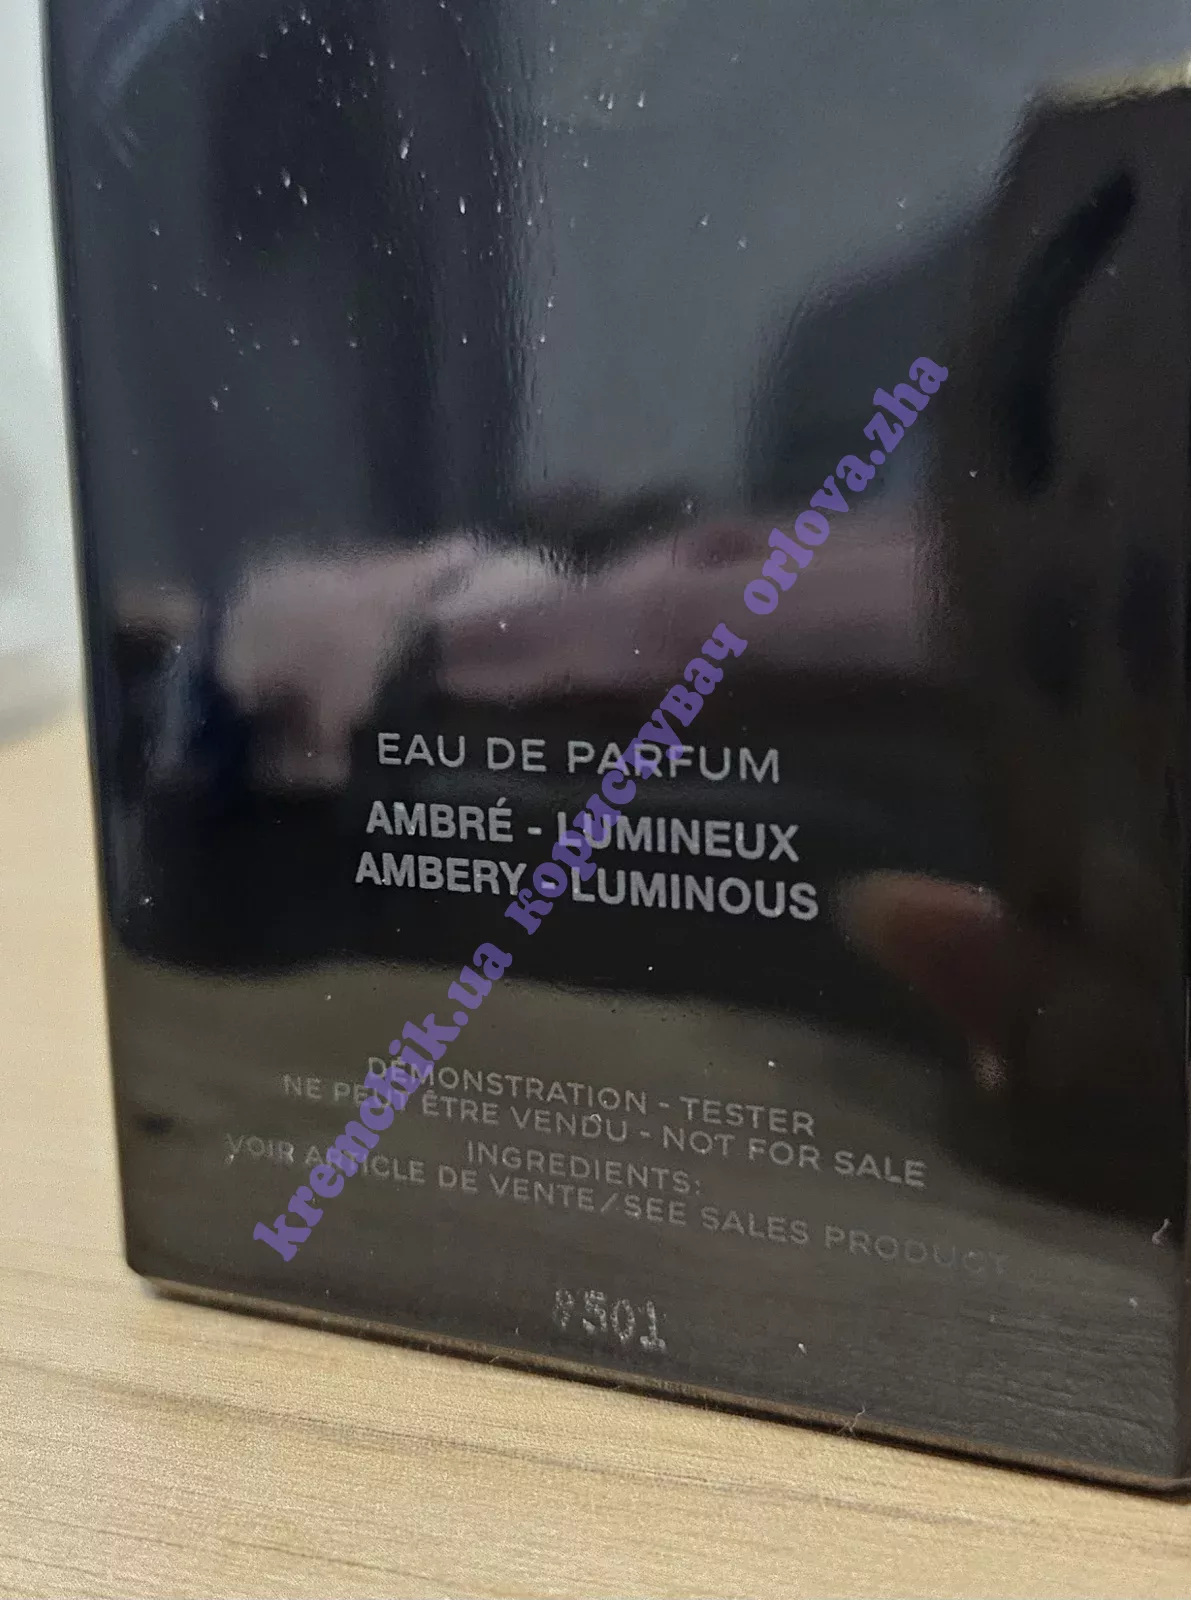 EAU DE PARFUM
AMBRÉ - LUMINEUX
AMBERY - LUMINOUS
DÉMONSTRATION - TESTER
NE PEUT ÊTRE VENDU - NOT FOR SALE
INGREDIENTS:
VOIR ARTICLE DE VENTE/SEE SALES PRODUCT
kremchik.ua користувач orlova.zha